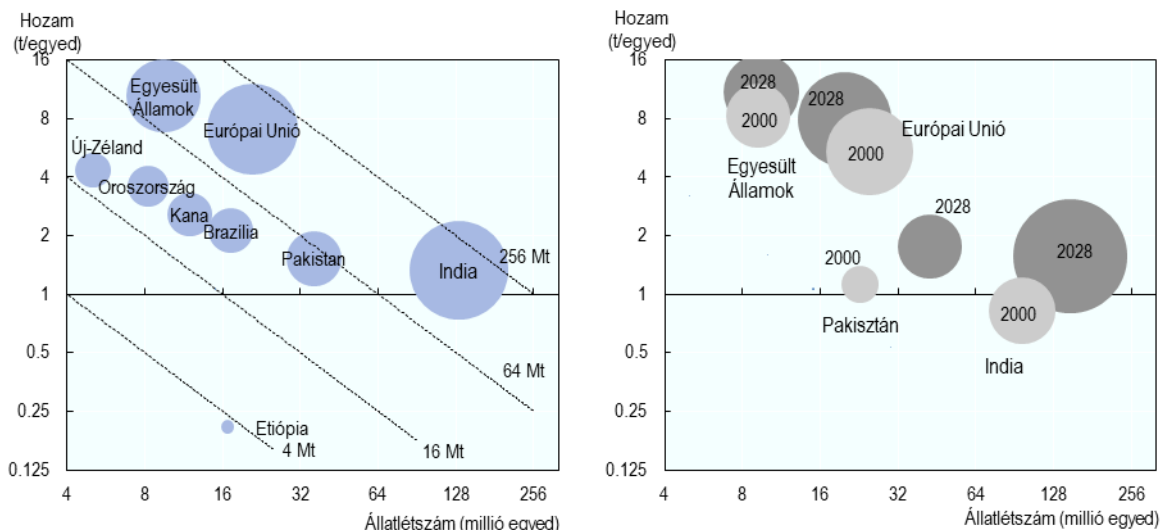 Hozam
(t/egyed)
16
8
4
2
1
0.5
0.25
0.125
Egyesült
Államok
Európai Unió
Új-Zéland
Oroszország
Kana
Brazília
Pakistan
India
256 Mt
64 Mt
16 Mt
4 Mt
Etiópia
4
8
16
32
64
128
256
Állatlétszám (millió egyed)
Hozam
(t/egyed)
16
8
4
2
1
0.5
0.25
0.125
2028
2000
Egyesült
Államok
2028
2000
Európai Unió
2028
2000
Pakisztán
2028
2000
India
4
8
16
32
64
128
256
Állatlétszám (millió egyed)